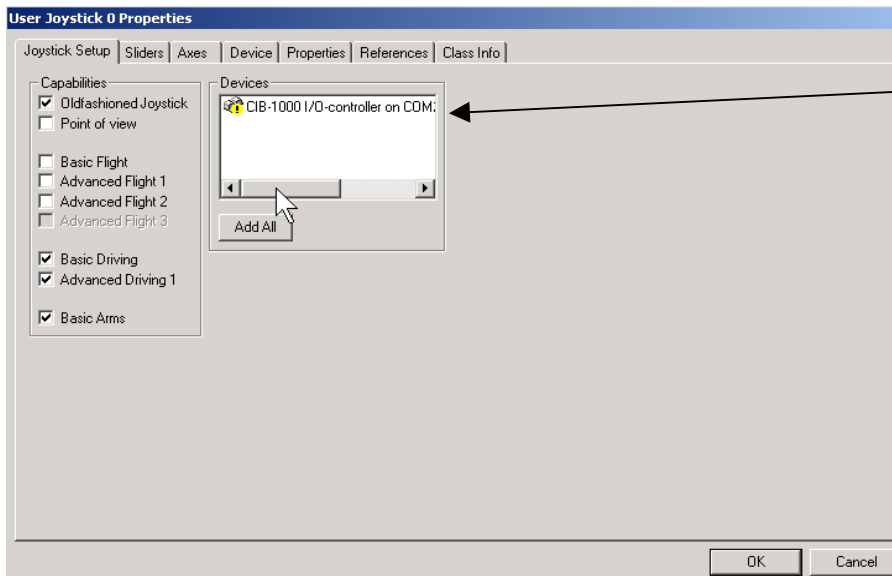 User Joystick 0 Properties
Joystick Setup Sliders Axes Device Properties References Class Info
Capabilities
Oldfashioned Joystick
Point of view
Basic Flight
Advanced Flight 1
Advanced Flight 2
Advanced Flight 3
Basic Driving
Advanced Driving 1
Basic Arms
Devices
CIB-1000 I/O-controller on COM2
Add All
OK Cancel